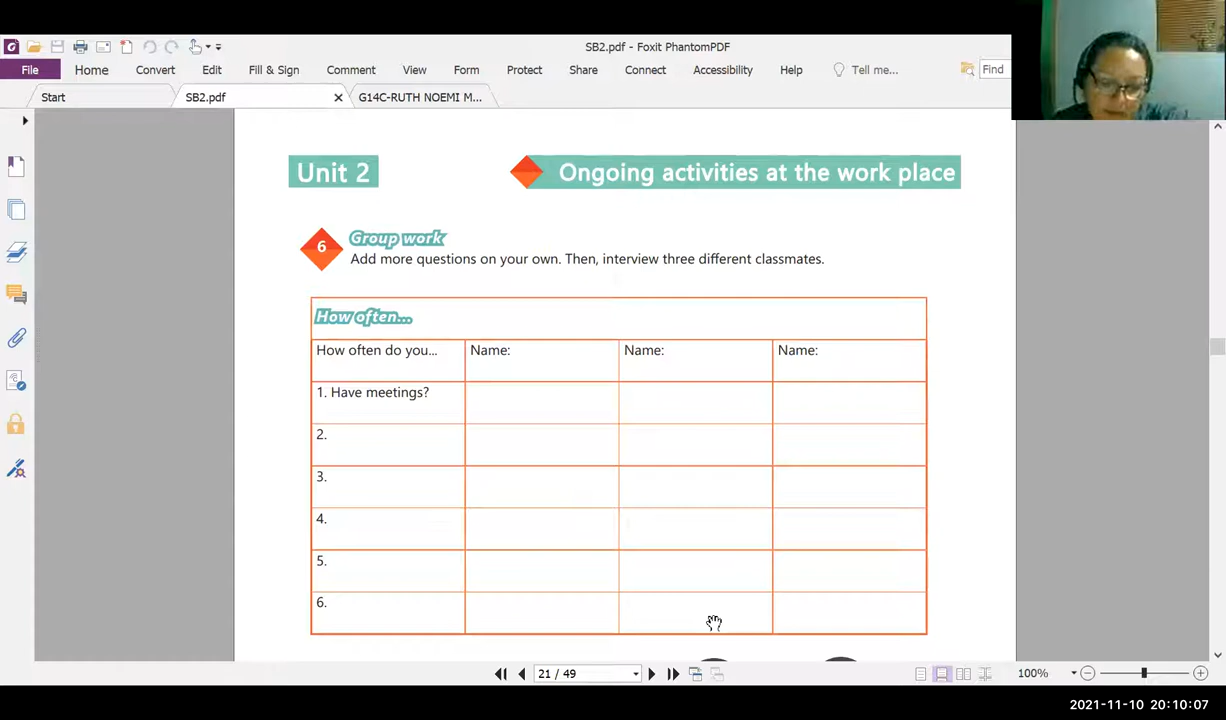 SB2.pdf - Foxit PhantomPDF
File Home Convert Edit Fill & Sign Comment View Form Protect Share Connect Accessibility Help Tell me... Find
Start SB2.pdf G14C-RUTH NOEMI M...
Unit 2 Ongoing activities at the work place
6 Group work
Add more questions on your own. Then, interview three different classmates.
How often...
How often do you... Name: Name: Name:
1. Have meetings?
2.
3.
4.
5.
6.
21 / 49 100%
2021-11-10 20:10:07